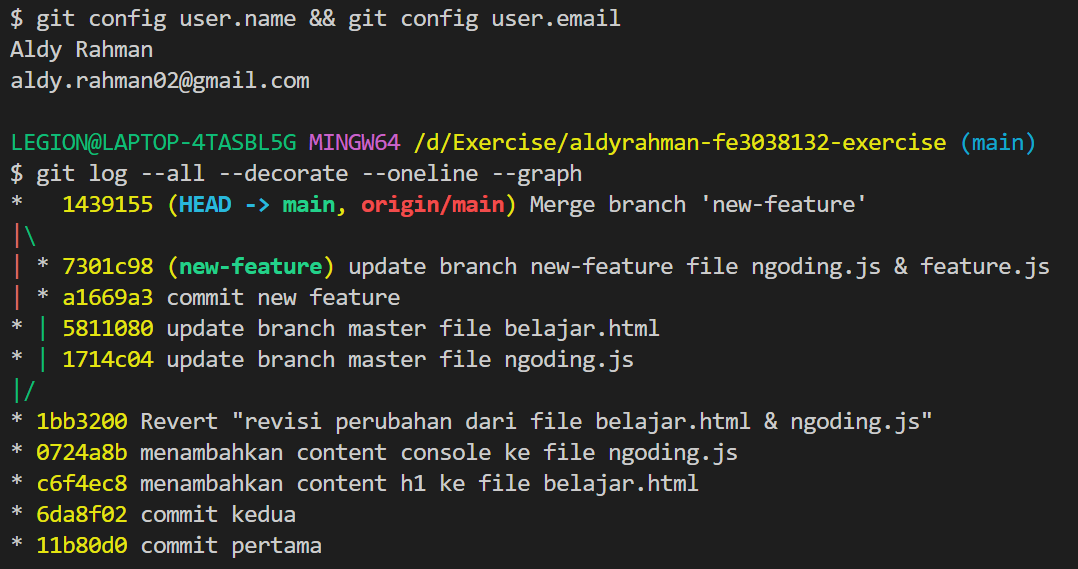 $ git config user.name && git config user.email
Aldy Rahman
aldy.rahman02@gmail.com
LEGION@LAPTOP-4TASBL5G MINGW64 /d/Exercise/aldyrahman-fe3038132-exercise (main)
$ git log --all --decorate --oneline --graph
*   1439155 (HEAD -> main, origin/main) Merge branch 'new-feature'
|\
| * 7301c98 (new-feature) update branch new-feature file ngoding.js & feature.js
| * a1669a3 commit new feature
* | 5811080 update branch master file belajar.html
* | 1714c04 update branch master file ngoding.js
|/
* 1bb3200 Revert "revisi perubahan dari file belajar.html & ngoding.js"
* 0724a8b menambahkan content console ke file ngoding.js
* c6f4ec8 menambahkan content h1 ke file belajar.html
* 6da8f02 commit kedua
* 11b80d0 commit pertama